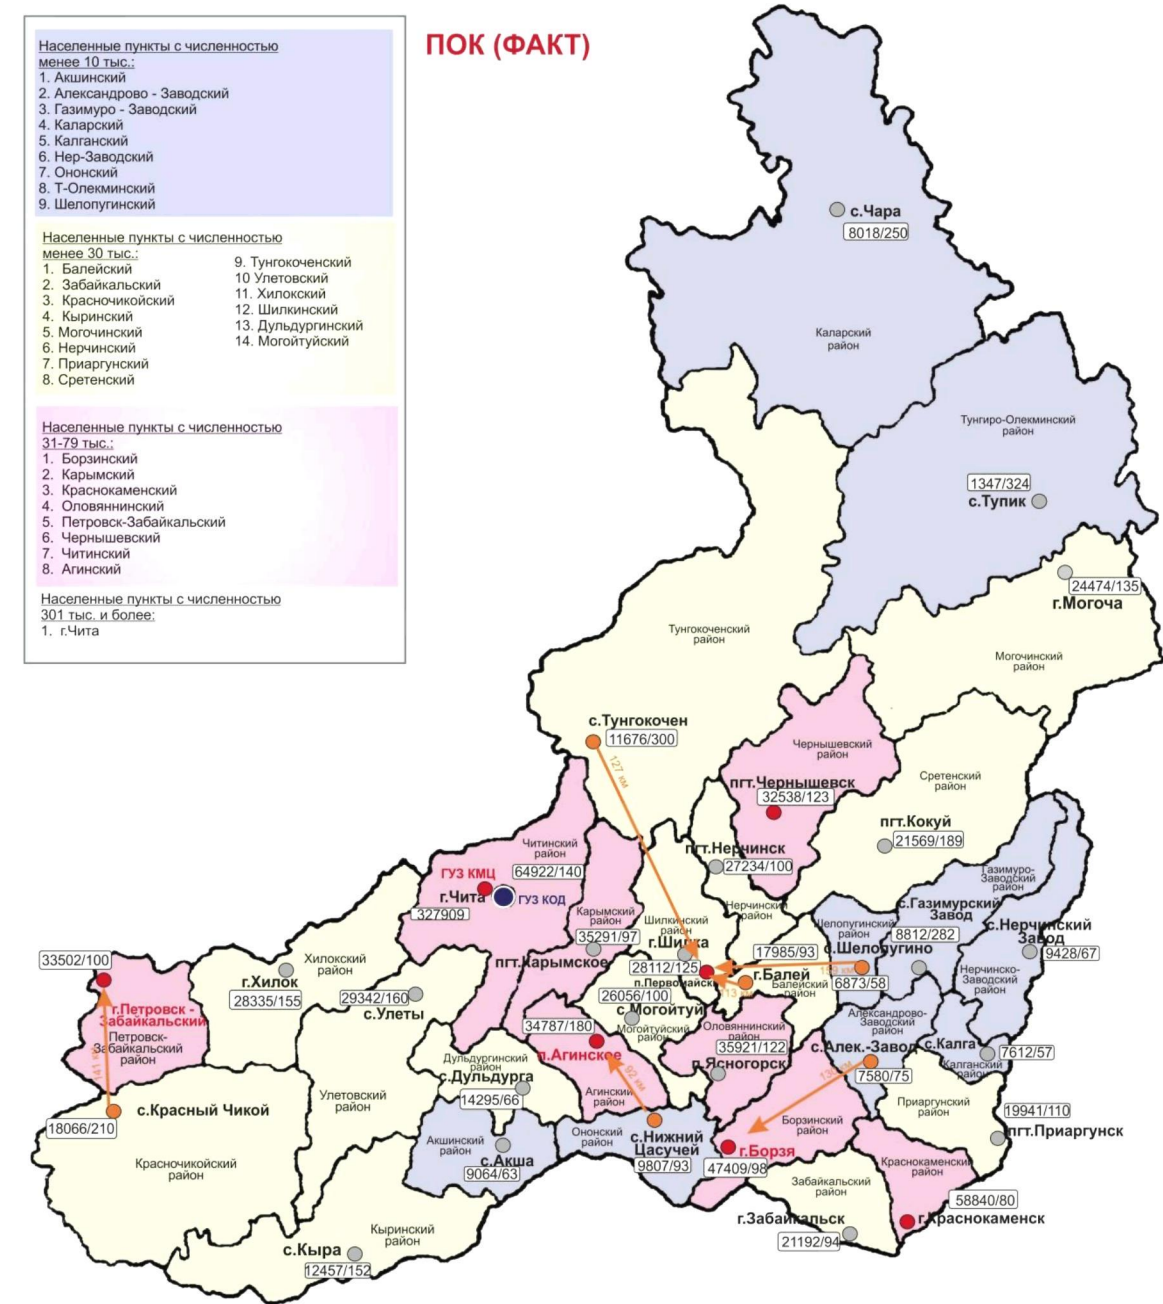 ПОК (ФАКТ)
Населенные пункты с численностью
менее 10 тыс.:
1. Акшинский
2. Александрово - Заводский
3. Газимуро - Заводский
4. Каларский
5. Калганский
6. Нер-Заводский
7. Ононский
8. Т-Олекминский
9. Шелопугинский
Населенные пункты с численностью
менее 30 тыс.:
1. Балейский
2. Забайкальский
3. Красночикойский
4. Кыринский
5. Могочинский
6. Нерчинский
7. Приаргунский
8. Сретенский
9. Тунгокоченский
10 Улетовский
11. Хилокский
12. Шилкинский
13. Дульдургинский
14. Могойтуйский
Населенные пункты с численностью
31-79 тыс.:
1. Борзинский
2. Карымский
3. Краснокаменский
4. Оловяннинский
5. Петровск-Забайкальский
6. Чернышевский
7. Читинский
8. Агинский
Населенные пункты с численностью
301 тыс. и более:
1. г.Чита
с.Чара
8018/250
Каларский
район
Тунгиро-Олекминский
район
1347/324
с.Тупик
24474/135
г.Могоча
Могочинский
район
Тунгокоченский
район
с.Тунгокочен
11676/300
127 км
Чернышевский
район
пгт.Чернышевск
32538/123
Сретенский
район
пгт.Кокуй
21569/189
пгт.Нерчинск
27234/100
Нерчинский
район
Читинский
район
64922/140
ГУЗ КМЦ
г.Чита
ГУЗ КОД
327909
Карымский
район
35291/97
пгт.Карымское
Шилкинский
район
г.Шилка
28112/125
п.Первомайский
17985/93
г.Балей
Балейский
район
113 км
Шелопугинский
район
с.Шелопугино
6873/58
Газимуро-
Заводский
район
с.Газимурский
Завод
8812/282
с.Нерчинский
Завод
9428/67
Нерчинско-
Заводский
район
33502/100
г.Петровск -
Забайкальский
Петровск-
Забайкальский
район
141 км
Хилокский
район
г.Хилок
28335/155
29342/160
с.Улеты
Улетовский
район
26056/100
с.Могойтуй
Могойтуйский
район
34787/180
п.Агинское
Агинский
район
92 км
Оловяннинский
район
35921/122
п.Ясногорск
Александрово-
Заводский
район
с.Алек.-Завод
7580/75
с.Калга
7612/57
Калганский
район
Приаргунский
район
19941/110
пгт.Приаргунск
Дульдургинский
район
с.Дульдурга
14295/66
с.Красный Чикой
18066/210
Красночикойский
район
Акшинский
район
с.Акша
9064/63
Ононский
район
с.Нижний
Цасучей
9807/93
Борзинский
район
г.Борзя
47409/98
Краснокаменский
район
58840/80
г.Краснокаменск
Забайкальский
район
г.Забайкальск
21192/94
Кыринский
район
с.Кыра
12457/152